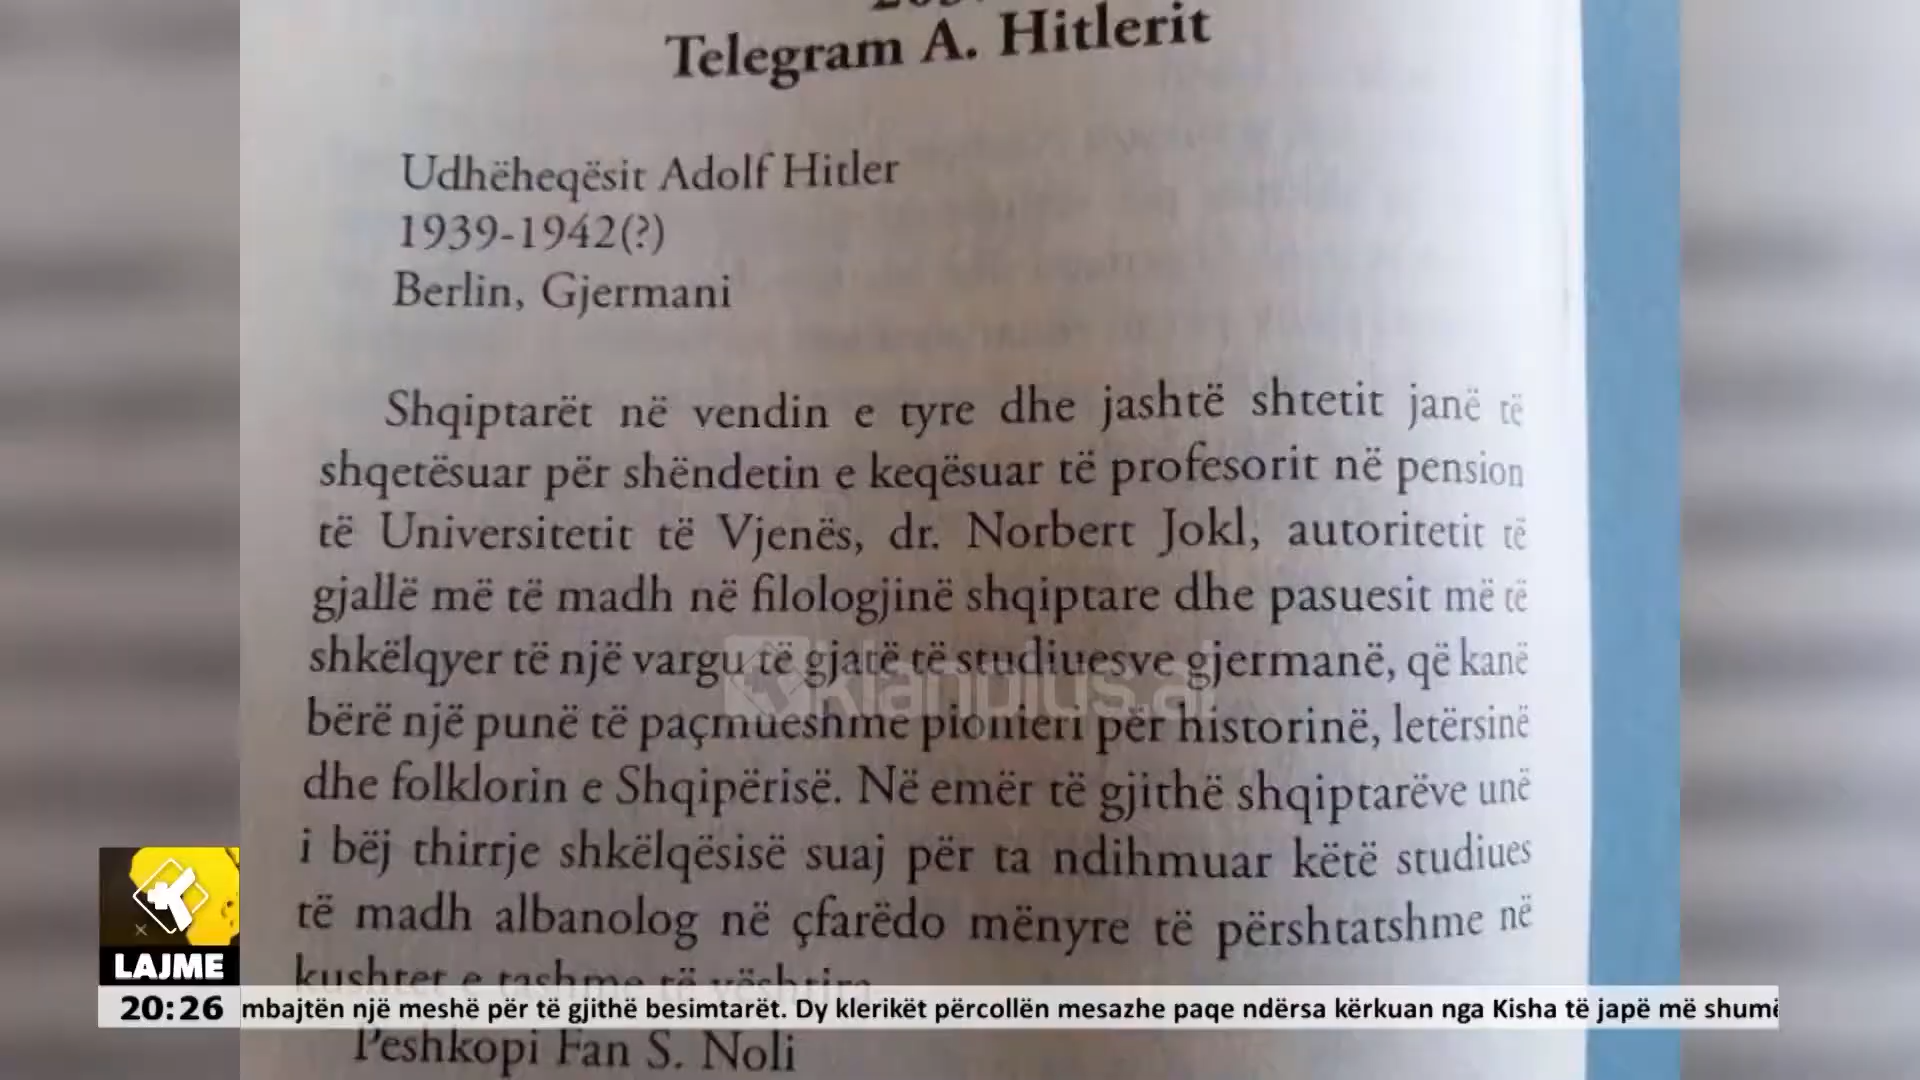 Telegram A. Hitlerit
Udhëheqësit Adolf Hitler
1939-1942(?)
Berlin, Gjermani
Shqiptarët në vendin e tyre dhe jashtë shtetit janë të
shqetësuar për shëndetin e keqësuar të profesorit në pension
të Universitetit të Vjenës, dr. Norbert Jokl, autoritetit të
gjallë më të madh në filologjinë shqiptare dhe pasuesit më të
shkëlqyer të një vargu të gjatë të studiuesve gjermanë, që kanë
klanplus.al
bërë një punë të paçmueshme pionieri për historinë, letërsinë
dhe folklorin e Shqipërisë. Në emër të gjithë shqiptarëve unë
i bëj thirrje shkëlqësisë suaj për ta ndihmuar këtë studiues
të madh albanolog në çfarëdo mënyre të përshtatshme në
kushtet e tashme të vështira
LAJME
20:26 mbajtën një meshë për të gjithë besimtarët. Dy klerikët përcollën mesazhe paqe ndërsa kërkuan nga Kisha të japë më shumë
Peshkopi Fan S. Noli